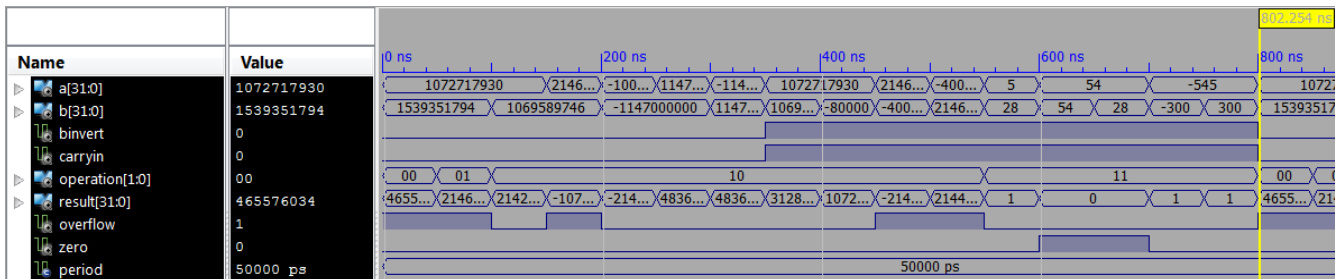 802.254 ns
Name Value 0 ns 200 ns 400 ns 600 ns 800 ns
a[31:0] 1072717930 1072717930 2146... -100... 1147... -114... 1072717930 2146... -400... 5 54 -545 1072
b[31:0] 1539351794 1539351794 1069589746 -1147000000 1147... 1069... -80000 -400... 2146... 28 54 28 -300 300 15393517
binvert 0
carryin 0
operation[1:0] 00 00 01 10 11 00
result[31:0] 465576034 4655... 2146... 2142... -107... -214... 4836... 4836... 3128... 1072... -214... 2144... 1 0 1 1 4655... 214
overflow 1
zero 0
period 50000 ps 50000 ps